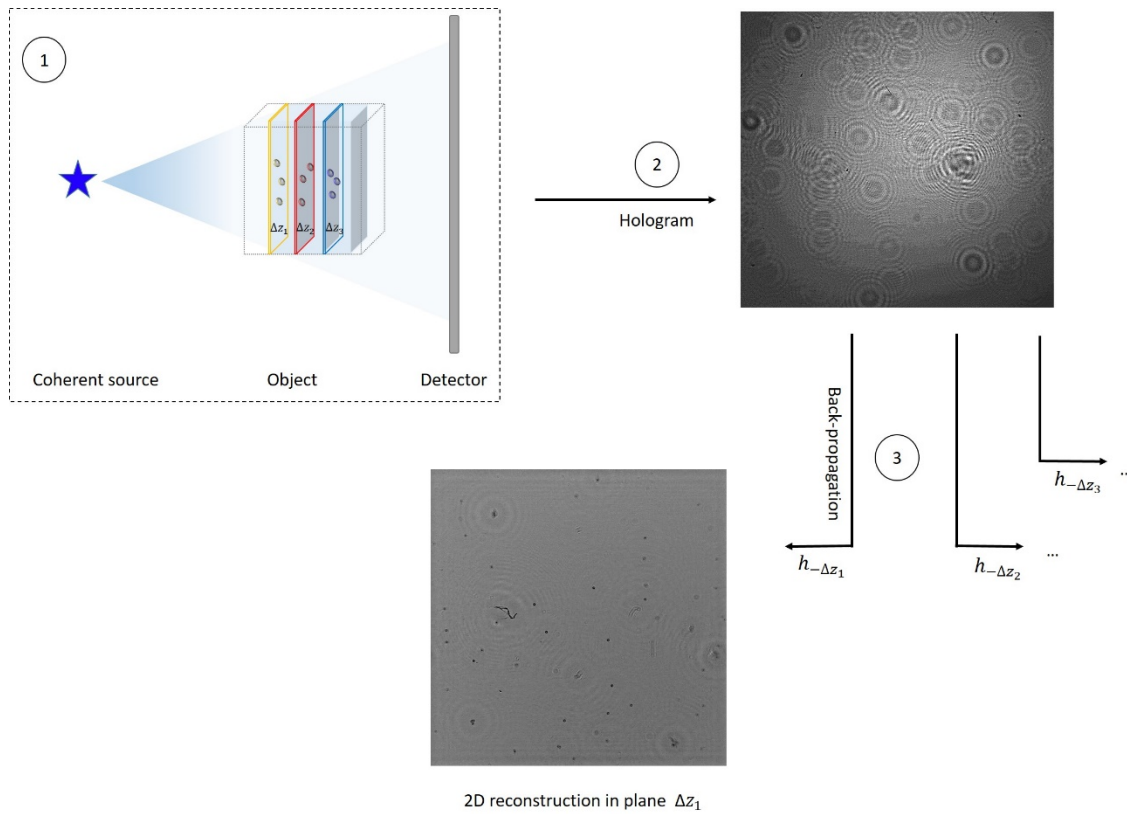 1
Δz₁
Δz₂
Δz₃
Coherent source
Object
Detector
2
Hologram
Back-propagation
3
h₋Δz₁
h₋Δz₂
...
h₋Δz₃
..
2D reconstruction in plane Δz₁